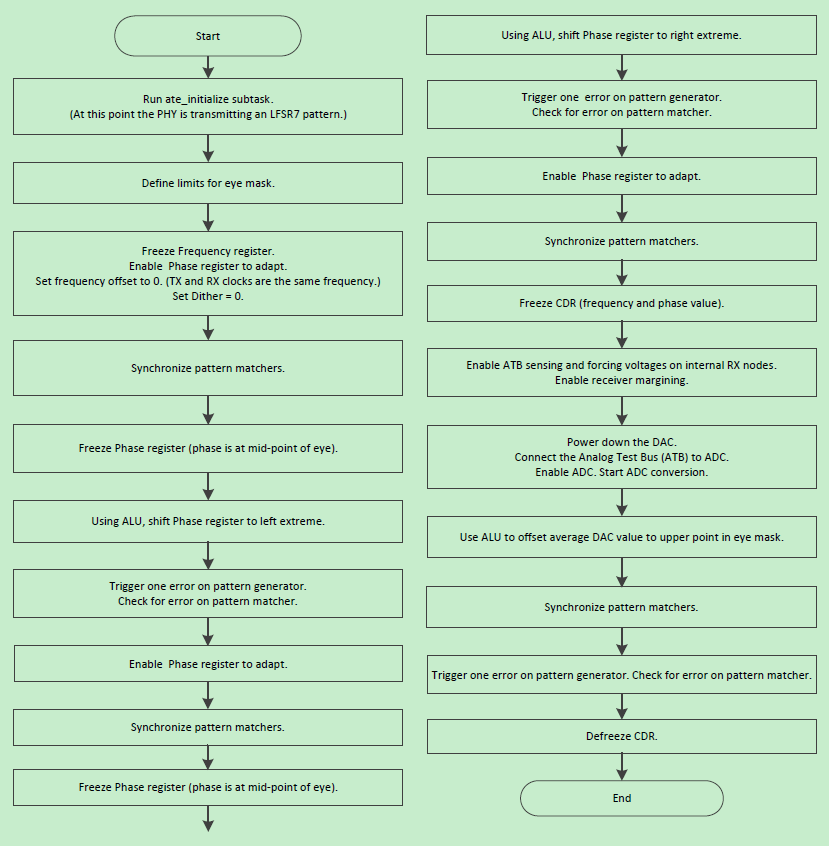 Start
Run ate_initialize subtask.
(At this point the PHY is transmitting an LFSR7 pattern.)
Define limits for eye mask.
Freeze Frequency register.
Enable Phase register to adapt.
Set frequency offset to 0. (TX and RX clocks are the same frequency.)
Set Dither = 0.
Synchronize pattern matchers.
Freeze Phase register (phase is at mid-point of eye).
Using ALU, shift Phase register to left extreme.
Trigger one error on pattern generator.
Check for error on pattern matcher.
Enable Phase register to adapt.
Synchronize pattern matchers.
Freeze Phase register (phase is at mid-point of eye).
Using ALU, shift Phase register to right extreme.
Trigger one error on pattern generator.
Check for error on pattern matcher.
Enable Phase register to adapt.
Synchronize pattern matchers.
Freeze CDR (frequency and phase value).
Enable ATB sensing and forcing voltages on internal RX nodes.
Enable receiver margining.
Power down the DAC.
Connect the Analog Test Bus (ATB) to ADC.
Enable ADC. Start ADC conversion.
Use ALU to offset average DAC value to upper point in eye mask.
Synchronize pattern matchers.
Trigger one error on pattern generator. Check for error on pattern matcher.
Defreeze CDR.
End